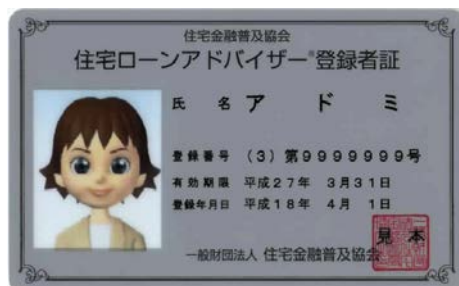 住宅金融普及協会
住宅ローンアドバイザー®登録者証
氏 名 ア ド ミ
登録番号 (3)第9999999号
有効期限 平成27年 3月31日
登録年月日 平成18年 4月 1日
一般財団法人 住宅金融普及協会
見 本